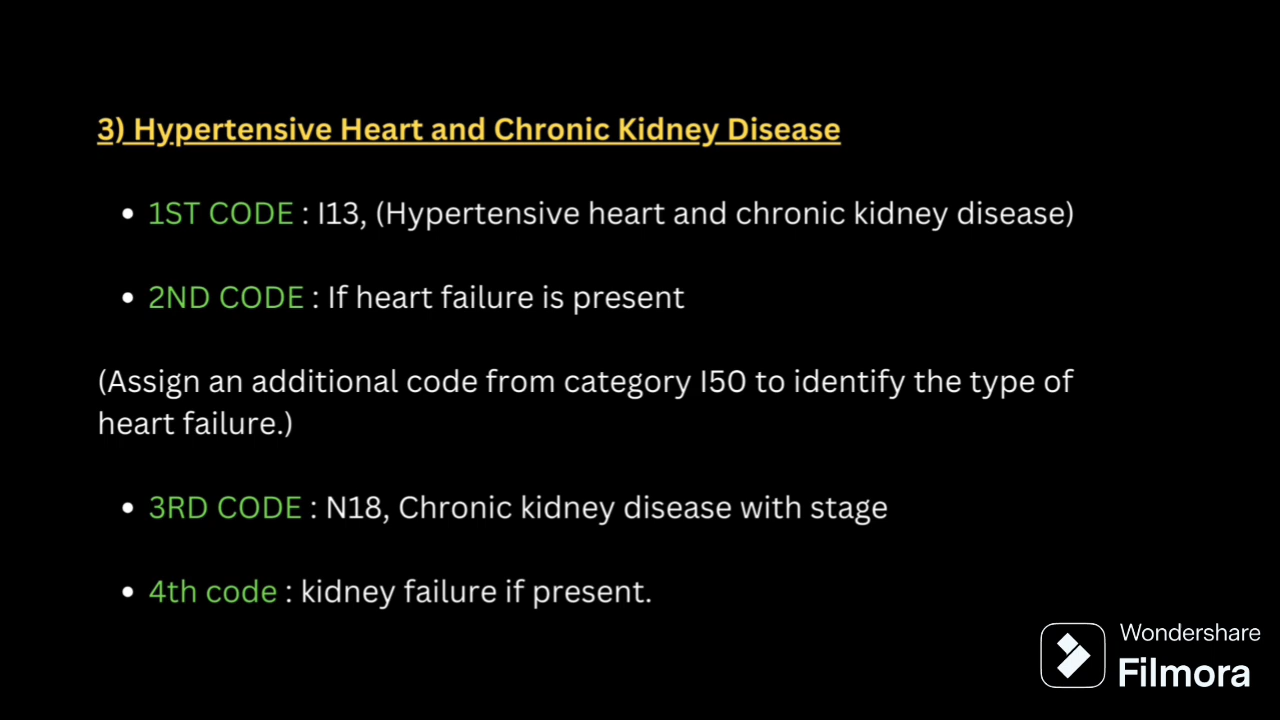 3) Hypertensive Heart and Chronic Kidney Disease
• 1ST CODE : I13, (Hypertensive heart and chronic kidney disease)
• 2ND CODE : If heart failure is present
(Assign an additional code from category I50 to identify the type of
heart failure.)
• 3RD CODE : N18, Chronic kidney disease with stage
• 4th code : kidney failure if present.
Wondershare
Filmora